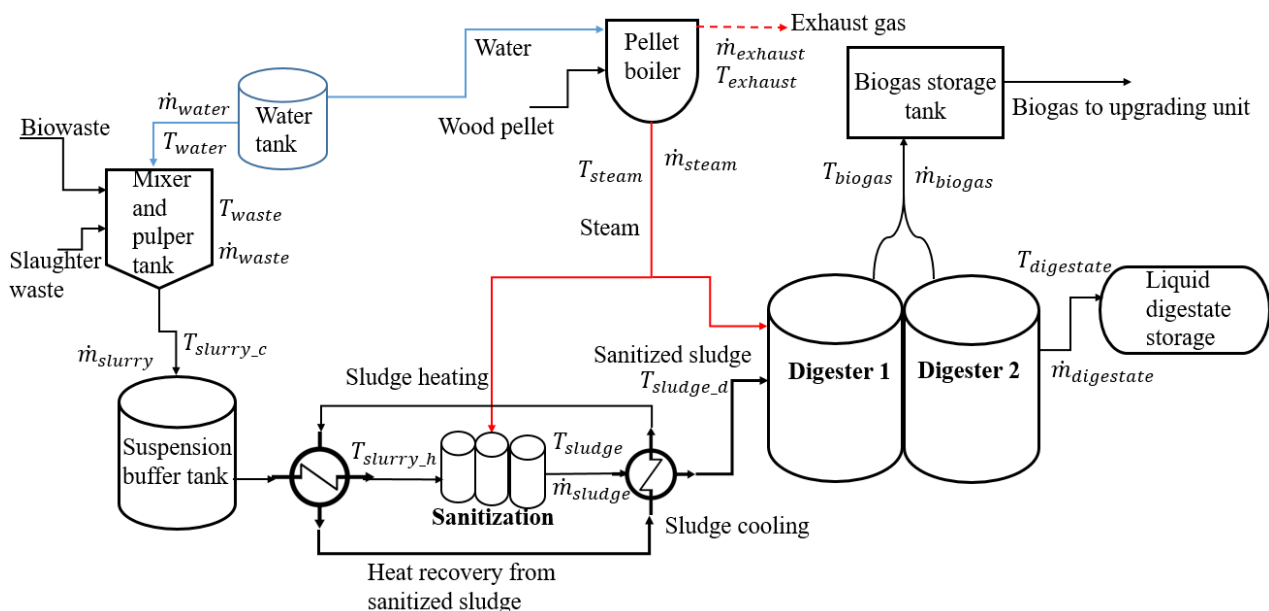 Exhaust gas
Water
Pellet
boiler
ṁ_exhaust
T_exhaust
Biogas storage
tank
Biogas to upgrading unit
ṁ_water
Water
tank
T_water
Biowaste
Wood pellet
T_steam
ṁ_steam
T_biogas
ṁ_biogas
Mixer
and
pulper
tank
T_waste
ṁ_waste
Slaughter
waste
Steam
T_digestate
Liquid
digestate
storage
ṁ_slurry
T_slurry_c
Sludge heating
Sanitized sludge
T_sludge_d
Digester 1
Digester 2
ṁ_digestate
Suspension
buffer tank
T_slurry_h
T_sludge
ṁ_sludge
Sanitization
Sludge cooling
Heat recovery from
sanitized sludge